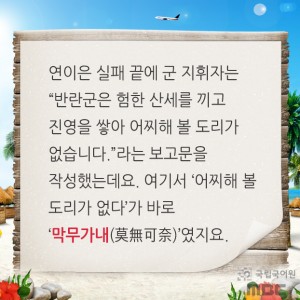 연이은 실패 끝에 군 지휘자는
“반란군은 험한 산세를 끼고
진영을 쌓아 어찌해 볼 도리가
없습니다.”라는 보고문을
작성했는데요. 여기서 ‘어찌해 볼
도리가 없다’가 바로
‘막무가내(莫無可奈)’였지요.
국립국어원
MBC